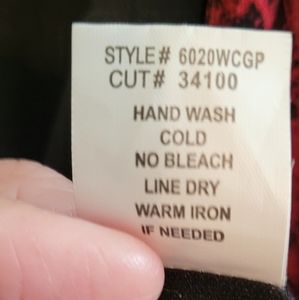 STYLE# 6020WCGP
CUT# 34100
HAND WASH
COLD
NO BLEACH
LINE DRY
WARM IRON
IF NEEDED